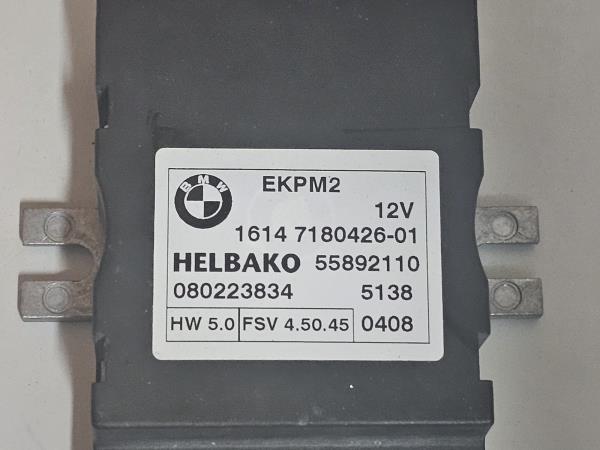 BMW
EKPM2
12V
1614 7180426-01
HELBAKO 55892110
080223834 5138
HW 5.0 FSV 4.50.45 0408